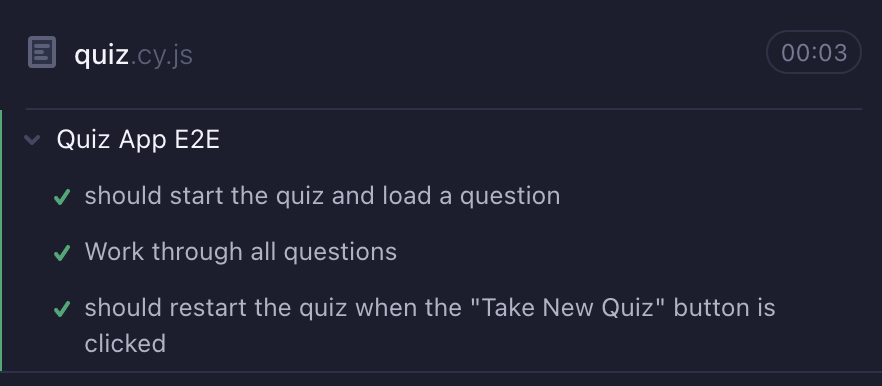 quiz.cy.js 00:03
Quiz App E2E
should start the quiz and load a question
Work through all questions
should restart the quiz when the "Take New Quiz" button is
clicked